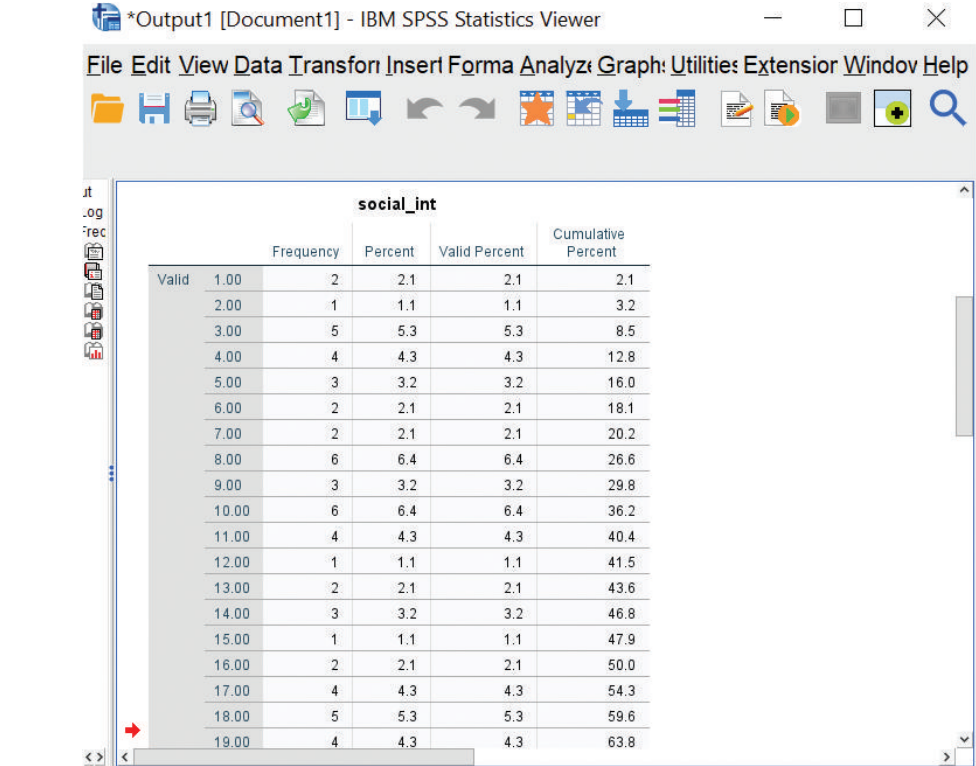 *Output1 [Document1] - IBM SPSS Statistics Viewer
File Edit View Data Transforı Insert Forma Analyze Graph: Utilities Extensior Windov Help
ut
Log
Frec
social_int
Frequency Percent Valid Percent Cumulative Percent
Valid 1.00 2 2.1 2.1 2.1
2.00 1 1.1 1.1 3.2
3.00 5 5.3 5.3 8.5
4.00 4 4.3 4.3 12.8
5.00 3 3.2 3.2 16.0
6.00 2 2.1 2.1 18.1
7.00 2 2.1 2.1 20.2
8.00 6 6.4 6.4 26.6
9.00 3 3.2 3.2 29.8
10.00 6 6.4 6.4 36.2
11.00 4 4.3 4.3 40.4
12.00 1 1.1 1.1 41.5
13.00 2 2.1 2.1 43.6
14.00 3 3.2 3.2 46.8
15.00 1 1.1 1.1 47.9
16.00 2 2.1 2.1 50.0
17.00 4 4.3 4.3 54.3
18.00 5 5.3 5.3 59.6
19.00 4 4.3 4.3 63.8